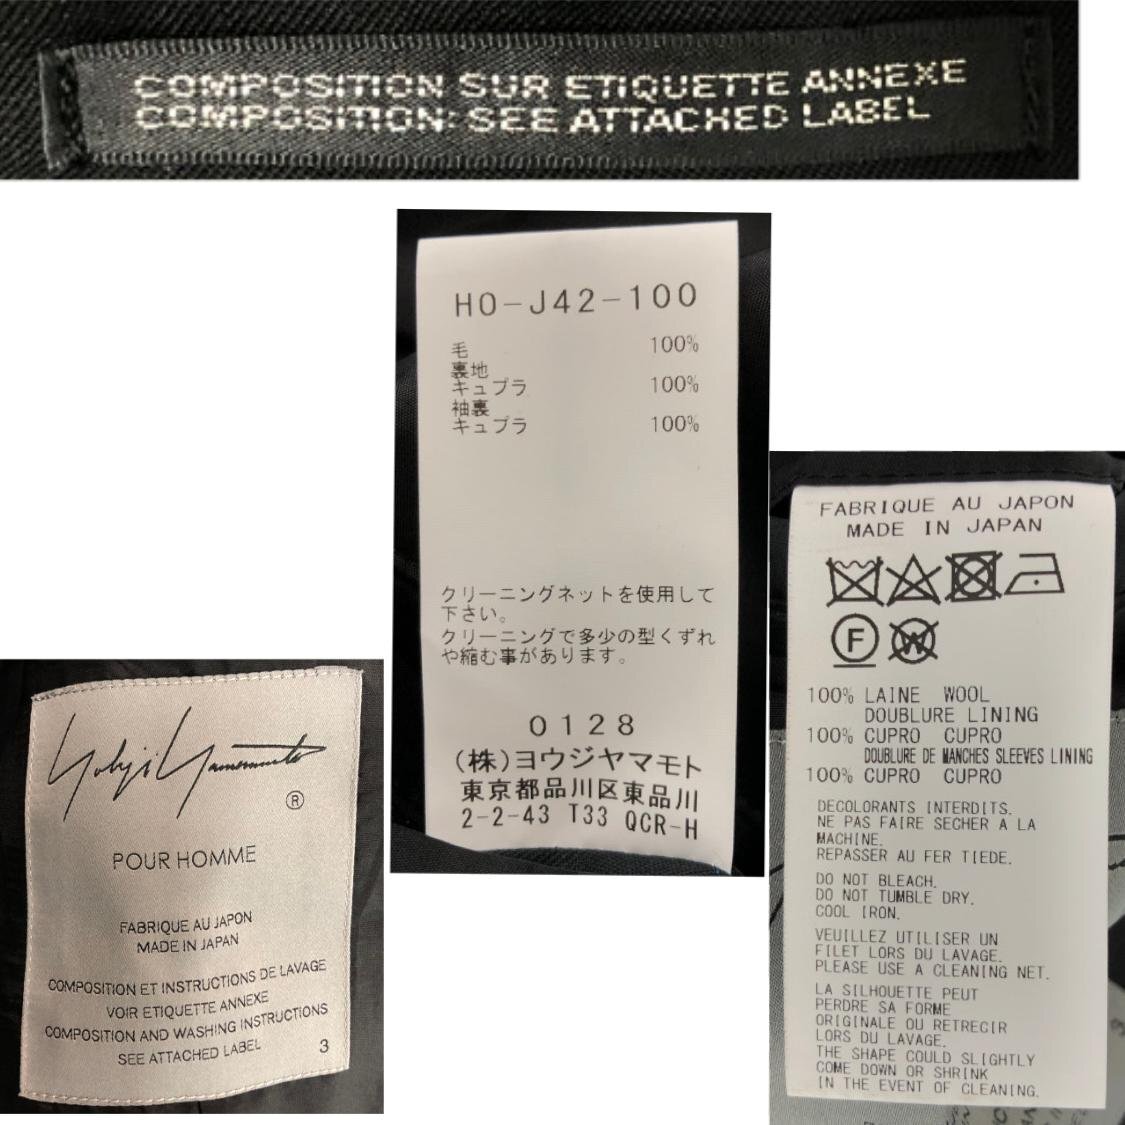 COMPOSITION SUR ETIQUETTE ANNEXE
COMPOSITION: SEE ATTACHED LABEL
HO-J42-100
毛 100%
裏地
キュプラ 100%
袖裏
キュプラ 100%
クリーニングネットを使用して
下さい。
クリーニングで多少の型くずれ
や縮む事があります。
0128
(株)ヨウジヤマモト
東京都品川区東品川
2-2-43 T33 QCR-H
FABRIQUE AU JAPON
MADE IN JAPAN
F W
100% LAINE WOOL
DOUBLURE LINING
100% CUPRO CUPRO
DOUBLURE DE MANCHES SLEEVES LINING
100% CUPRO CUPRO
DECOLORANTS INTERDITS.
NE PAS FAIRE SECHER A LA
MACHINE.
REPASSER AU FER TIEDE.
DO NOT BLEACH.
DO NOT TUMBLE DRY.
COOL IRON.
VEUILLEZ UTILISER UN
FILET LORS DU LAVAGE.
PLEASE USE A CLEANING NET.
LA SILHOUETTE PEUT
PERDRE SA FORME
ORIGINALE OU RETRECIR
LORS DU LAVAGE.
THE SHAPE COULD SLIGHTLY
COME DOWN OR SHRINK
IN THE EVENT OF CLEANING.
Yohji Yamamoto
®
POUR HOMME
FABRIQUE AU JAPON
MADE IN JAPAN
COMPOSITION ET INSTRUCTIONS DE LAVAGE
VOIR ETIQUETTE ANNEXE
COMPOSITION AND WASHING INSTRUCTIONS
SEE ATTACHED LABEL 3